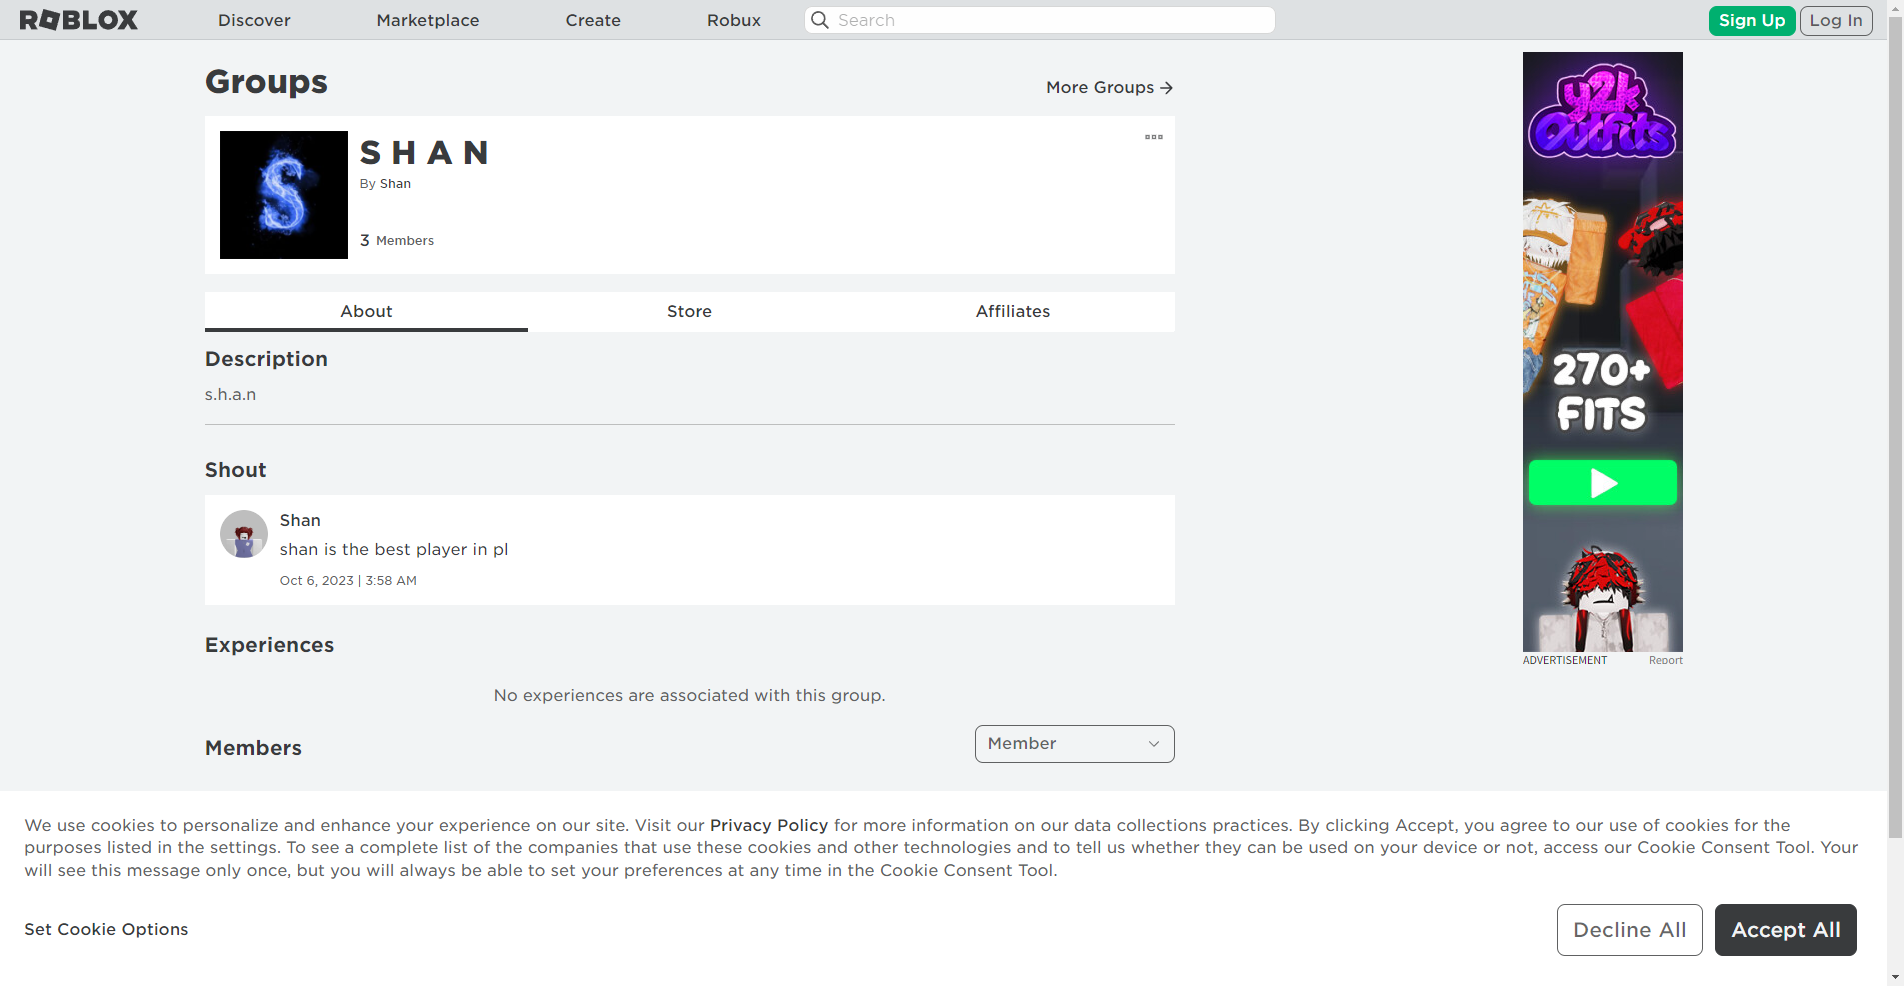 ROBLOX Discover Marketplace Create Robux Search Sign Up Log In
Groups
More Groups →
S H A N
By Shan
3 Members
About Store Affiliates
Description
s.h.a.n
Shout
Shan
shan is the best player in pl
Oct 6, 2023 | 3:58 AM
Experiences
No experiences are associated with this group.
Members
Member
y2k
Outfits
270+
FITS
ADVERTISEMENT Report
We use cookies to personalize and enhance your experience on our site. Visit our Privacy Policy for more information on our data collections practices. By clicking Accept, you agree to our use of cookies for the
purposes listed in the settings. To see a complete list of the companies that use these cookies and other technologies and to tell us whether they can be used on your device or not, access our Cookie Consent Tool. Your
will see this message only once, but you will always be able to set your preferences at any time in the Cookie Consent Tool.
Set Cookie Options
Decline All Accept All